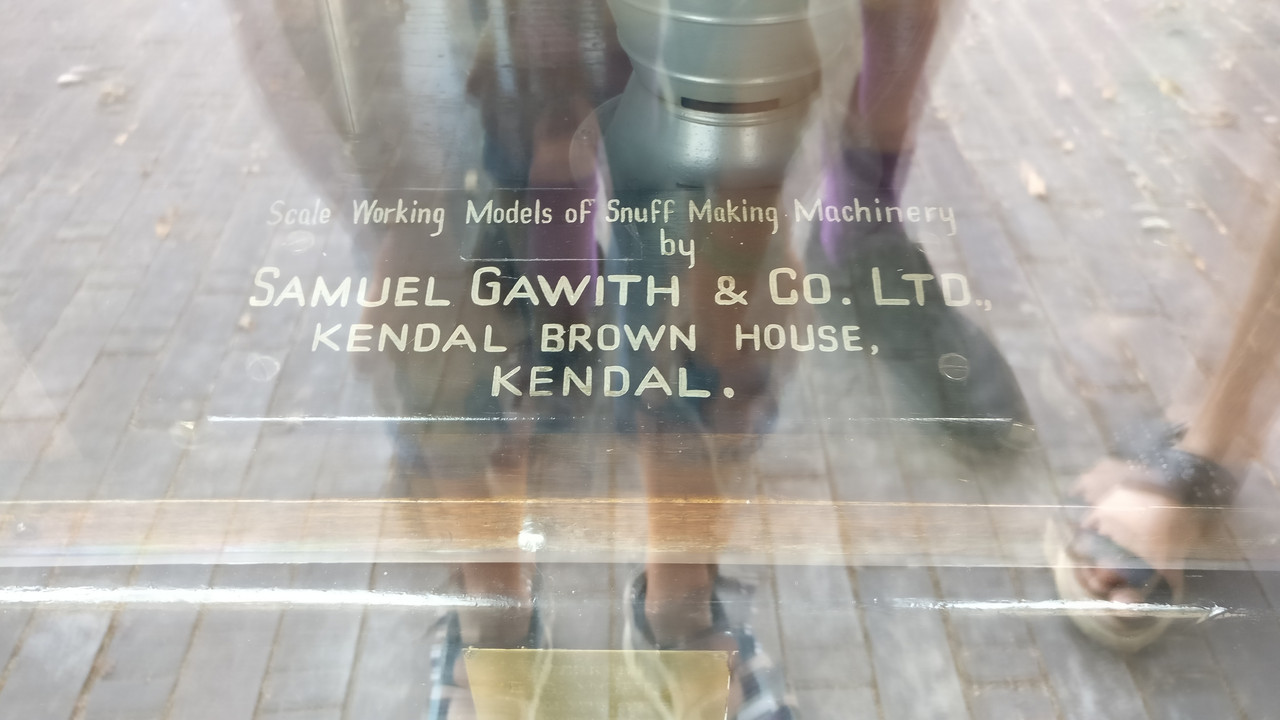 Scale Working Models of Snuff Making Machinery
by
SAMUEL GAWITH & CO. LTD.,
KENDAL BROWN HOUSE,
KENDAL.